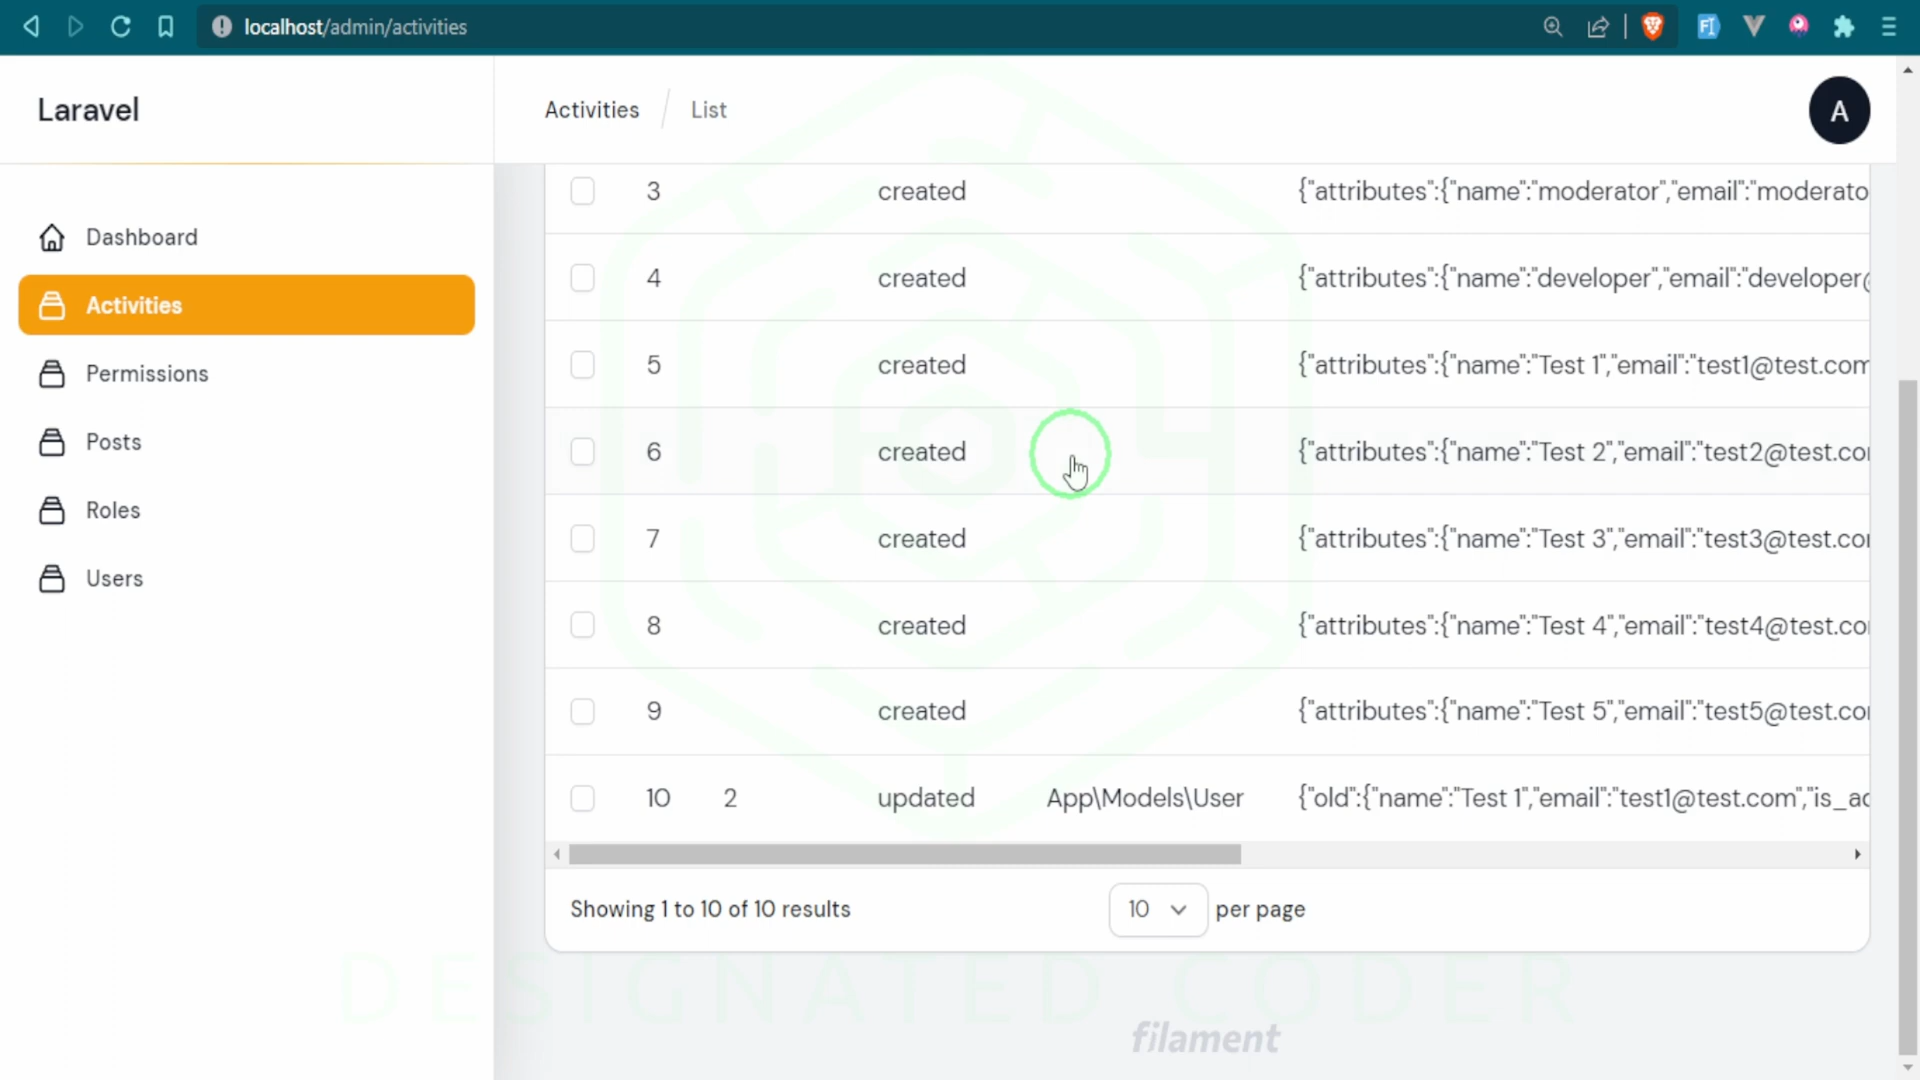 localhost/admin/activities
Laravel
Activities
List
A
Dashboard
Activities
Permissions
Posts
Roles
Users
3 created {"attributes":{"name":"moderator","email":"moderato
4 created {"attributes":{"name":"developer","email":"developer@
5 created {"attributes":{"name":"Test 1","email":"test1@test.com
6 created {"attributes":{"name":"Test 2","email":"test2@test.co
7 created {"attributes":{"name":"Test 3","email":"test3@test.co
8 created {"attributes":{"name":"Test 4","email":"test4@test.co
9 created {"attributes":{"name":"Test 5","email":"test5@test.co
10 2 updated App\Models\User {"old":{"name":"Test 1","email":"test1@test.com","is_ad
Showing 1 to 10 of 10 results
10 per page
DESIGNATED CODER
filament